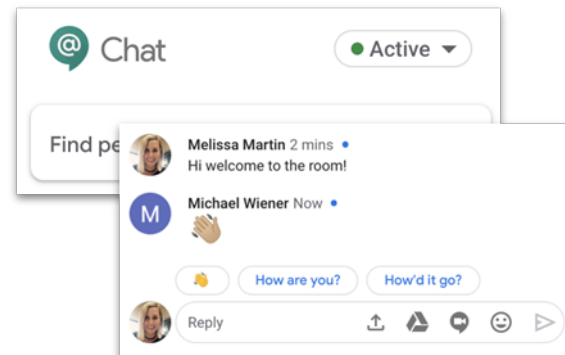 Chat
Active
Find pe
Melissa Martin 2 mins
Hi welcome to the room!
M
Michael Wiener Now
👋🏽
👋
How are you?
How'd it go?
Reply